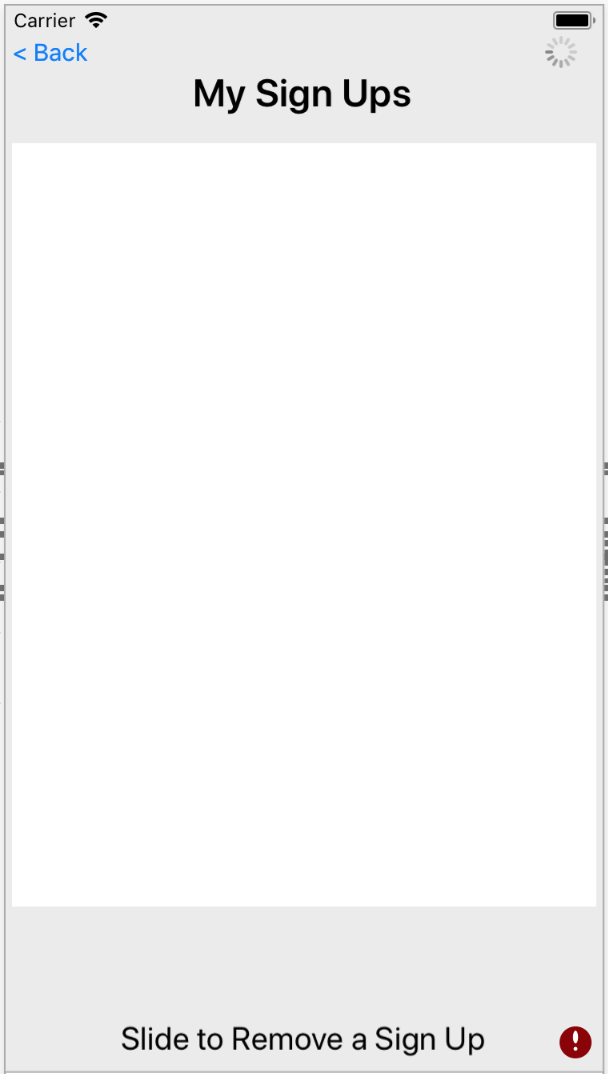 Carrier
< Back
My Sign Ups
Slide to Remove a Sign Up